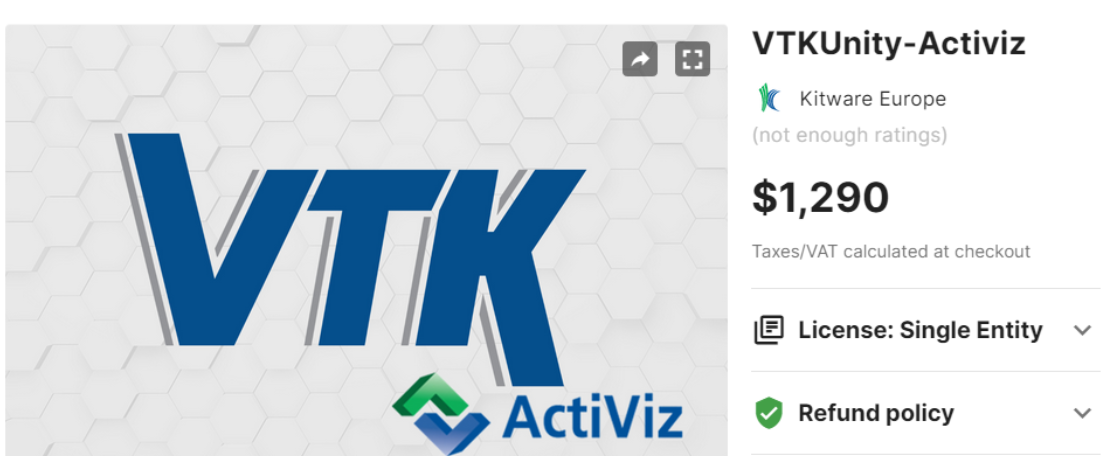 VTK
ActiViz
VTKUnity-Activiz
Kitware Europe
(not enough ratings)
$1,290
Taxes/VAT calculated at checkout
License: Single Entity
Refund policy